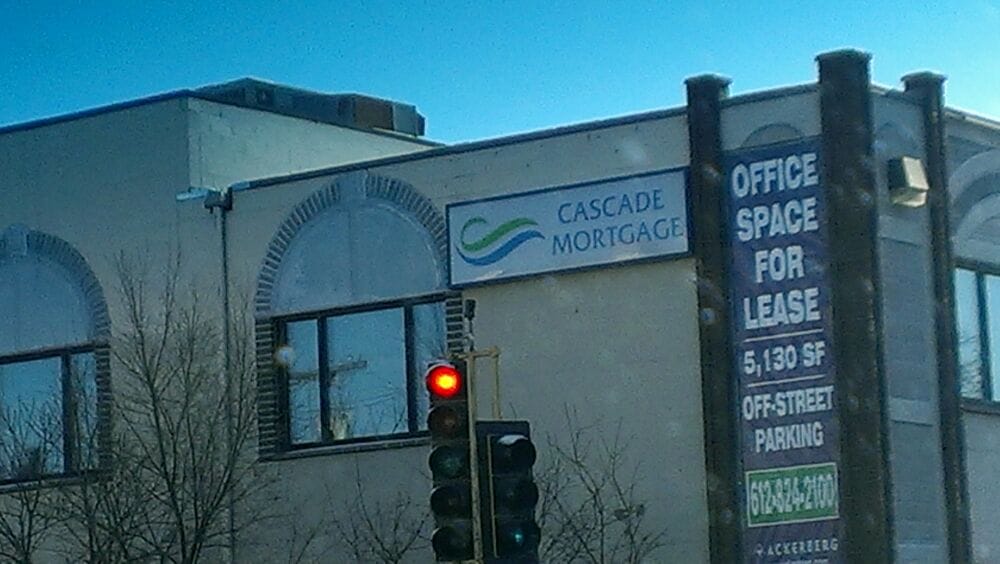 CASCADE
MORTGAGE
OFFICE
SPACE
FOR
LEASE
5,130 SF
OFF-STREET
PARKING
612-824-2100
ACKERBERG